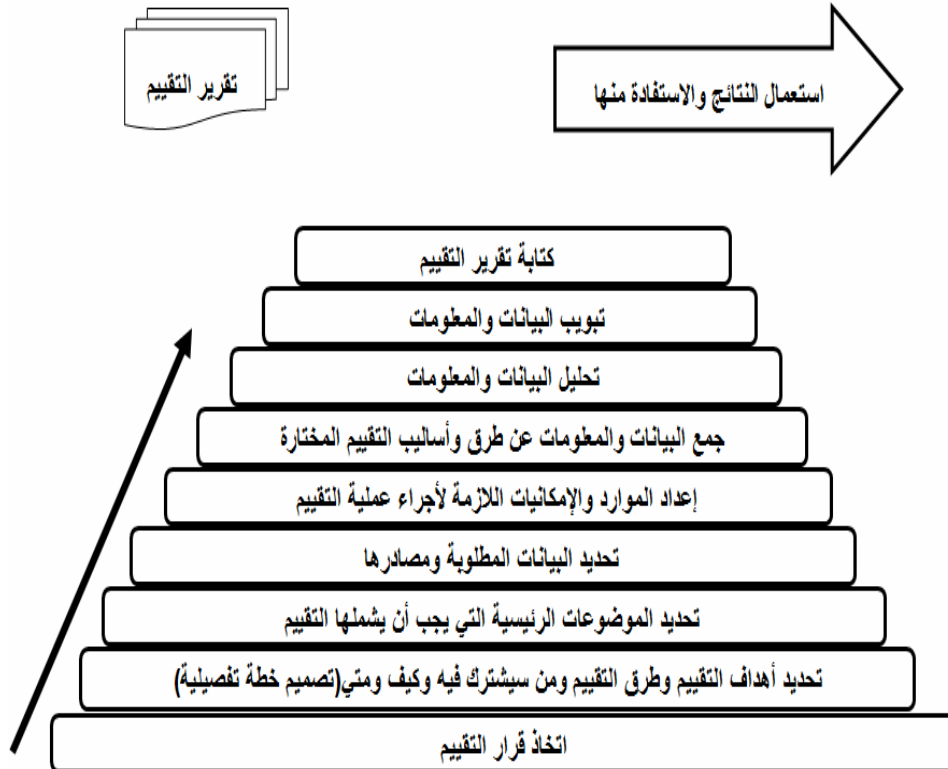 استعمال النتائج والاستفادة منها
تقرير التقييم
كتابة تقرير التقييم
تبويب البيانات والمعلومات
تحليل البيانات والمعلومات
جمع البيانات والمعلومات عن طرق وأساليب التقييم المختارة
إعداد الموارد والإمكانيات اللازمة لأجراء عملية التقييم
تحديد البيانات المطلوبة ومصادرها
تحديد الموضوعات الرئيسية التي يجب أن يشملها التقييم
تحديد أهداف التقييم وطرق التقييم ومن سيشترك فيه وكيف ومتي(تصميم خطة تفصيلية)
اتخاذ قرار التقييم